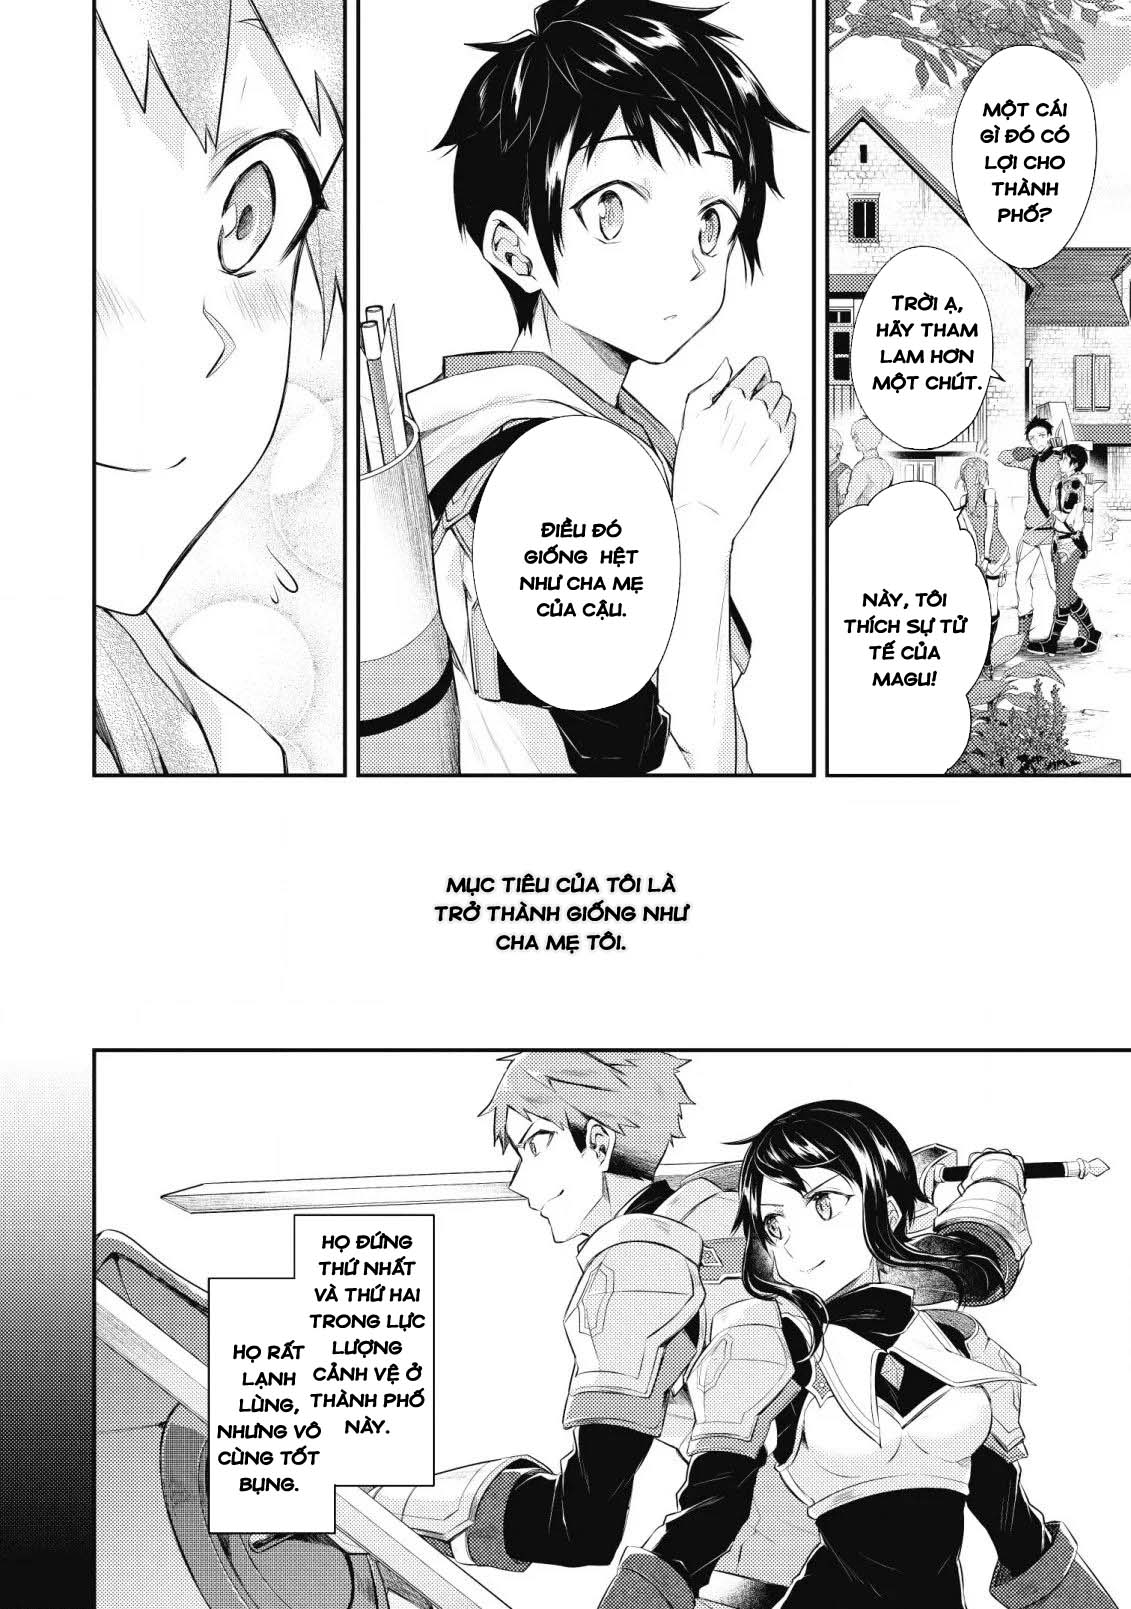 MỘT CÁI
GÌ ĐÓ CÓ
LỢI CHO
THÀNH
PHỐ?
TRỜI Ạ,
HÃY THAM
LAM HƠN
MỘT CHÚT.
NÀY, TÔI
THÍCH SỰ TỬ
TẾ CỦA
MAGU!
ĐIỀU ĐÓ
GIỐNG HỆT
NHƯ CHA MẸ
CỦA CẬU.
MỤC TIÊU CỦA TÔI LÀ
TRỞ THÀNH GIỐNG NHƯ
CHA MẸ TÔI.
HỌ ĐỨNG
THỨ NHẤT
VÀ THỨ HAI
TRONG LỰC
LƯỢNG
CẢNH VỆ Ở
THÀNH PHỐ
NÀY.
HỌ RẤT
LẠNH
LÙNG,
NHƯNG VÔ
CÙNG TỐT
BỤNG.